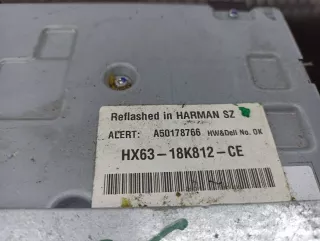 Reflashed in HARMAN SZ
ALERT: A50178766 HW&Deli No. OK
HX63-18K812-CE